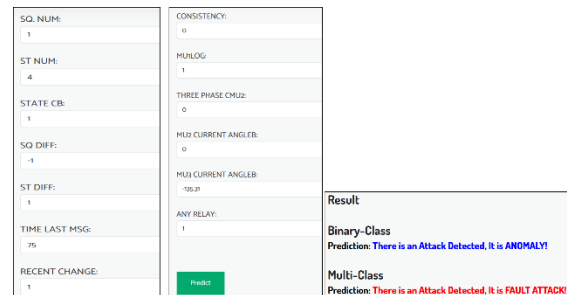 SQ. NUM:
1
ST NUM:
4
STATE CB:
1
SQ DIFF:
-1
ST DIFF:
1
TIME LAST MSG:
75
RECENT CHANGE:
1
CONSISTENCY:
0
MU1LOG:
1
THREE PHASE CMU2:
0
MU2 CURRENT ANGLEB:
0
MU3 CURRENT ANGLEB:
-135.31
ANY RELAY:
1
Predict
Result
Binary-Class
Prediction: There is an Attack Detected, It is ANOMALY!
Multi-Class
Prediction: There is an Attack Detected, It is FAULT ATTACK!